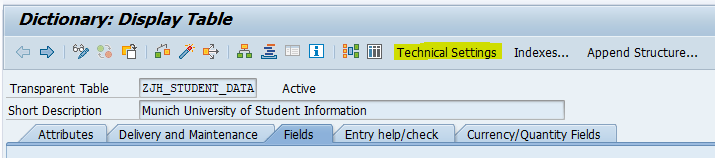 Dictionary: Display Table
Technical Settings Indexes... Append Structure...
Transparent Table ZJH_STUDENT_DATA Active
Short Description Munich University of Student Information
Attributes Delivery and Maintenance Fields Entry help/check Currency/Quantity Fields